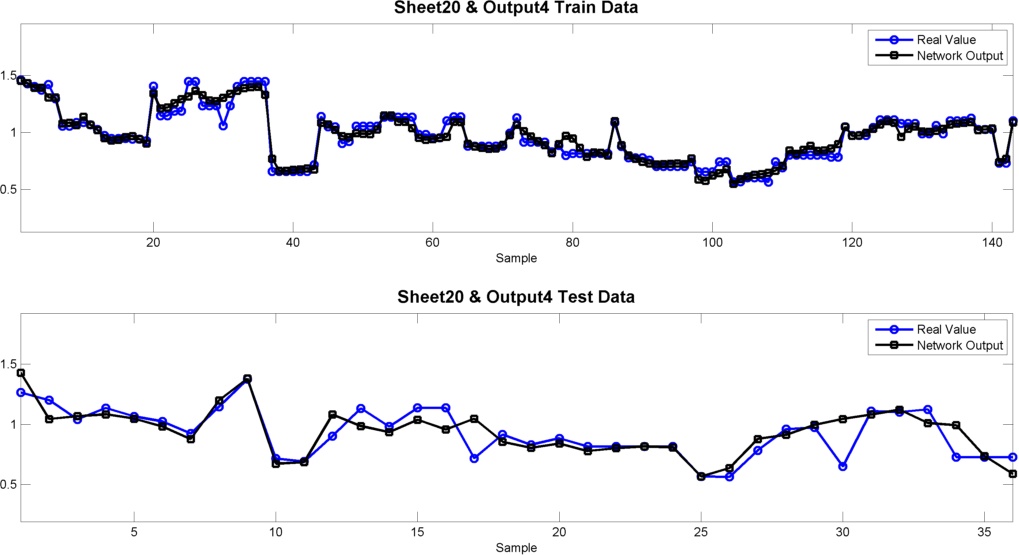 Sheet20 & Output4 Train Data
Real Value
Network Output
1.5
1
0.5
20 40 60 80 100 120 140
Sample
Sheet20 & Output4 Test Data
Real Value
Network Output
1.5
1
0.5
5 10 15 20 25 30 35
Sample